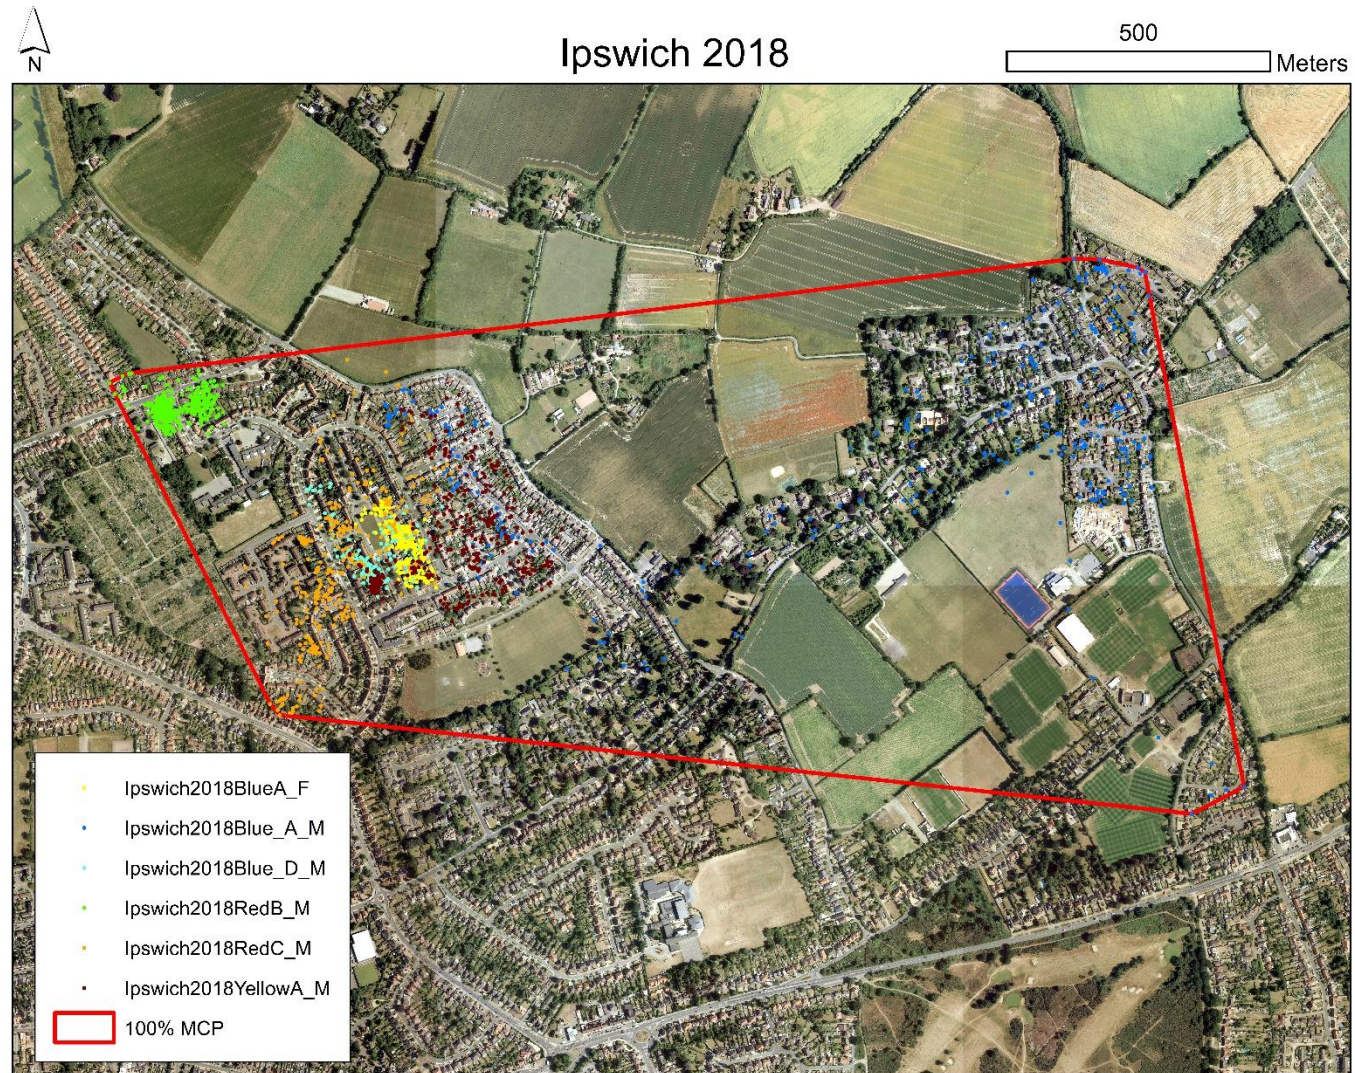 N
Ipswich 2018
500
Meters
Ipswich2018BlueA_F
Ipswich2018Blue_A_M
Ipswich2018Blue_D_M
Ipswich2018RedB_M
Ipswich2018RedC_M
Ipswich2018YellowA_M
100% MCP